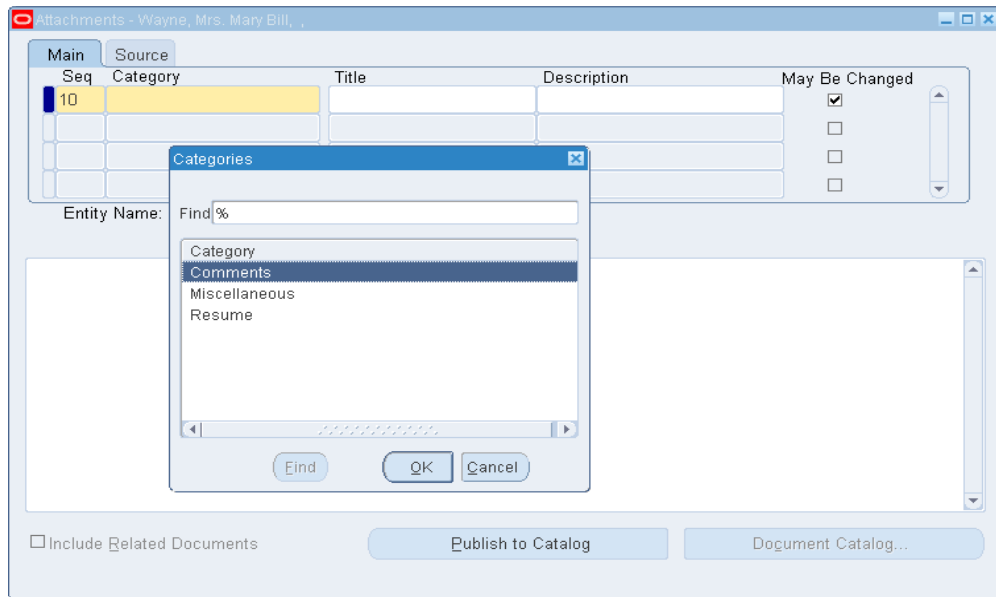 Attachments - Wayne, Mrs. Mary Bill, ,
Main Source
Seq Category Title Description May Be Changed
10
Categories
Entity Name:
Find %
Category
Comments
Miscellaneous
Resume
Find OK Cancel
Include Related Documents Publish to Catalog Document Catalog...